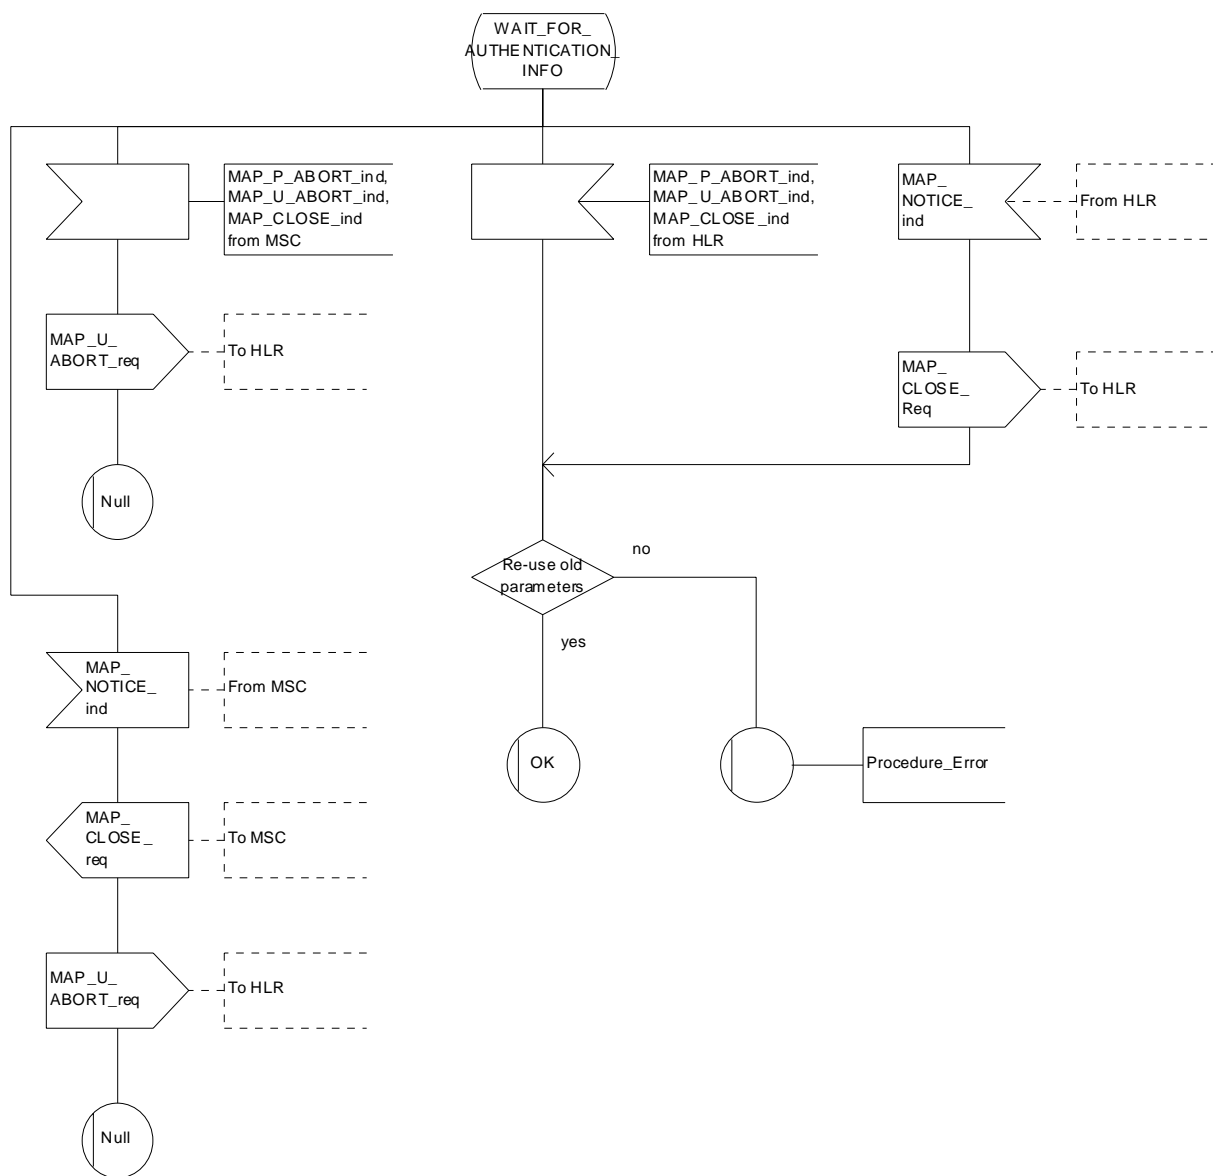 WAIT_FOR_
AUTHENTICATION_
INFO
MAP_P_ABORT_ind,
MAP_U_ABORT_ind,
MAP_CLOSE_ind
from MSC
MAP_P_ABORT_ind,
MAP_U_ABORT_ind,
MAP_CLOSE_ind
from HLR
MAP_
NOTICE_
ind
From HLR
MAP_U_
ABORT_req
To HLR
MAP_
CLOSE_
Req
To HLR
Null
Re-use old
parameters
no
yes
MAP_
NOTICE_
ind
From MSC
OK
Procedure_Error
MAP_
CLOSE_
req
To MSC
MAP_U_
ABORT_req
To HLR
Null